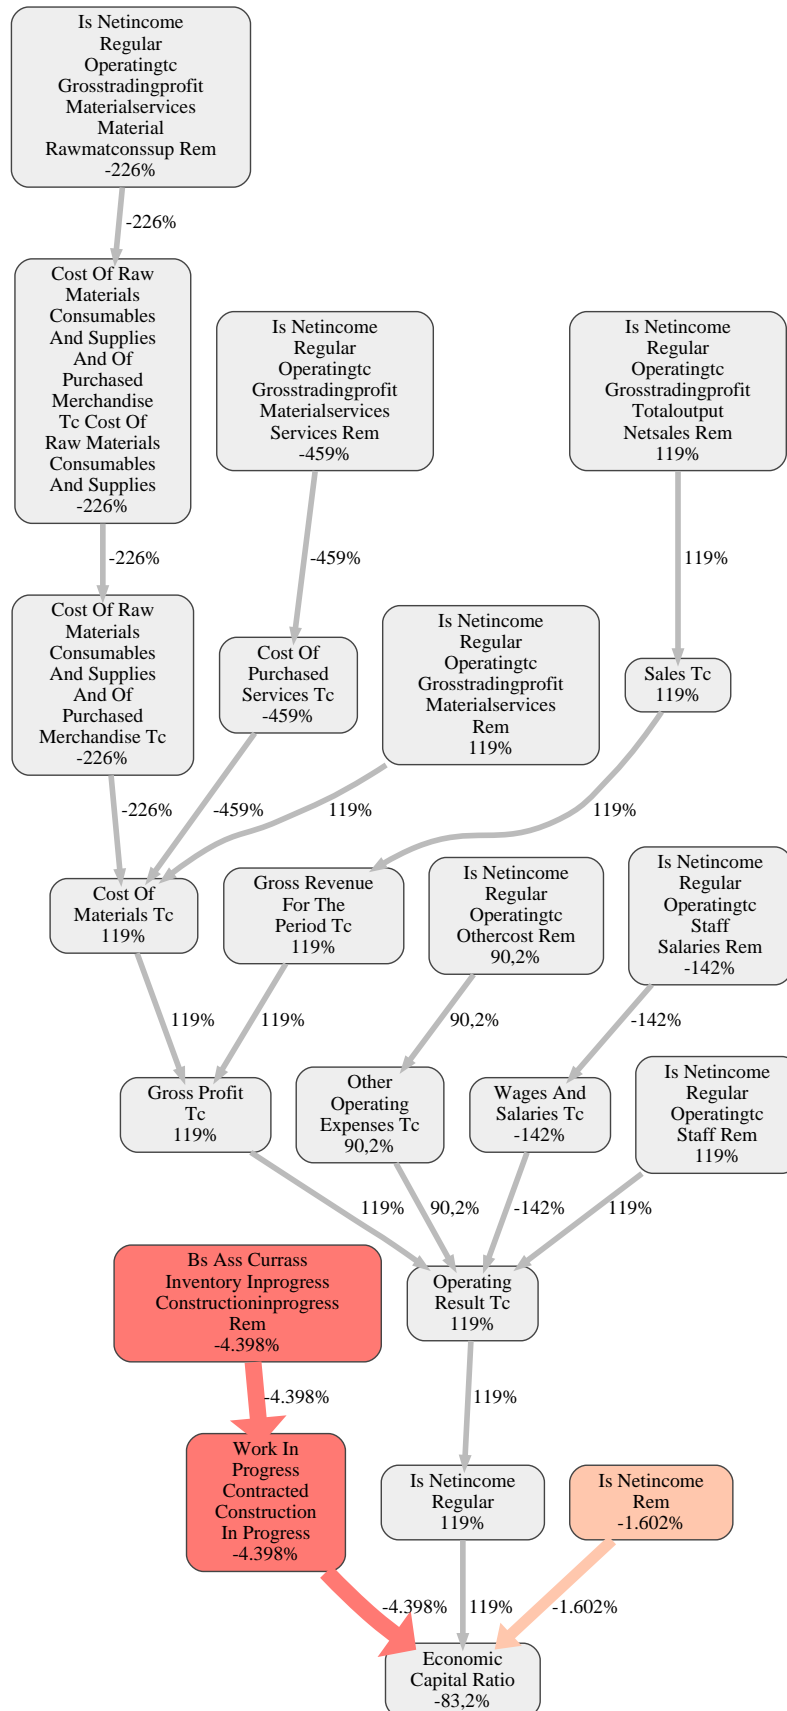 Is Netincome
Regular
Operatingtc
Grosstradingprofit
Materialservices
Material
Rawmatconssup Rem
-226%
-226%
Cost Of Raw
Materials
Consumables
And Supplies
And Of
Purchased
Merchandise
Tc Cost Of
Raw Materials
Consumables
And Supplies
-226%
Is Netincome
Regular
Operatingtc
Grosstradingprofit
Materialservices
Services Rem
-459%
Is Netincome
Regular
Operatingtc
Grosstradingprofit
Totaloutput
Netsales Rem
119%
-226%
-459%
119%
Cost Of Raw
Materials
Consumables
And Supplies
And Of
Purchased
Merchandise Tc
-226%
Cost Of
Purchased
Services Tc
-459%
Is Netincome
Regular
Operatingtc
Grosstradingprofit
Materialservices
Rem
119%
Sales Tc
119%
-226%
-459%
119%
119%
Cost Of
Materials Tc
119%
Gross Revenue
For The
Period Tc
119%
Is Netincome
Regular
Operatingtc
Othercost Rem
90,2%
Is Netincome
Regular
Operatingtc
Staff
Salaries Rem
-142%
119%
119%
90,2%
-142%
Gross Profit
Tc
119%
Other
Operating
Expenses Tc
90,2%
Wages And
Salaries Tc
-142%
Is Netincome
Regular
Operatingtc
Staff Rem
119%
119%
90,2%
-142%
119%
Bs Ass Currass
Inventory Inprogress
Constructioninprogress
Rem
-4.398%
Operating
Result Tc
119%
-4.398%
119%
Work In
Progress
Contracted
Construction
In Progress
-4.398%
Is Netincome
Regular
119%
Is Netincome
Rem
-1.602%
-4.398%
119%
-1.602%
Economic
Capital Ratio
-83,2%